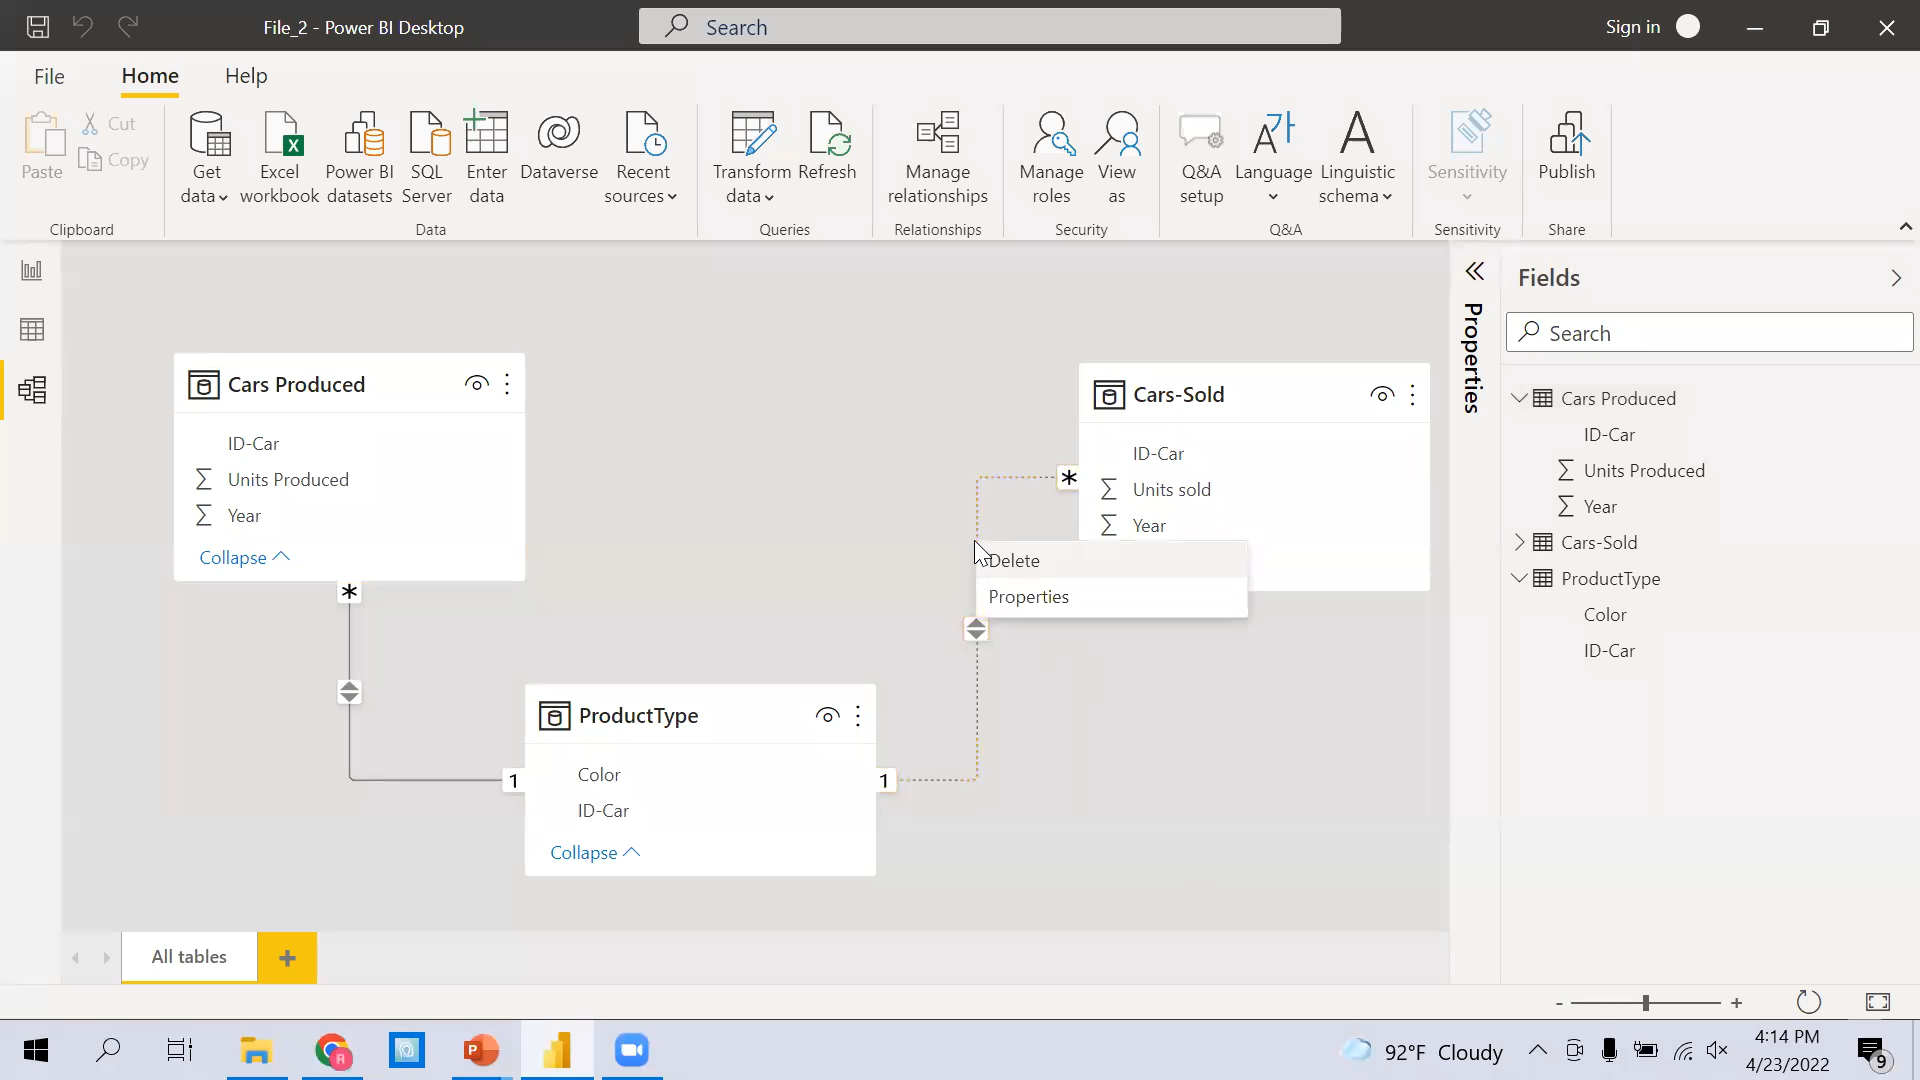 File_2 - Power BI Desktop
Search
Sign in
File
Home
Help
Paste
Cut
Copy
Clipboard
Get data
Excel workbook
Power BI datasets
SQL Server
Enter data
Dataverse
Recent sources
Data
Transform data
Refresh
Queries
Manage relationships
Relationships
Manage roles
View as
Security
Q&A setup
Language
Linguistic schema
Q&A
Sensitivity
Sensitivity
Publish
Share
Cars Produced
ID-Car
Units Produced
Year
Collapse
*
1
ProductType
Color
ID-Car
Collapse
1
*
Cars-Sold
ID-Car
Units sold
Year
Delete
Properties
Properties
Fields
Search
Cars Produced
ID-Car
Units Produced
Year
Cars-Sold
ProductType
Color
ID-Car
All tables
+
- +
92°F Cloudy
4:14 PM
4/23/2022
9